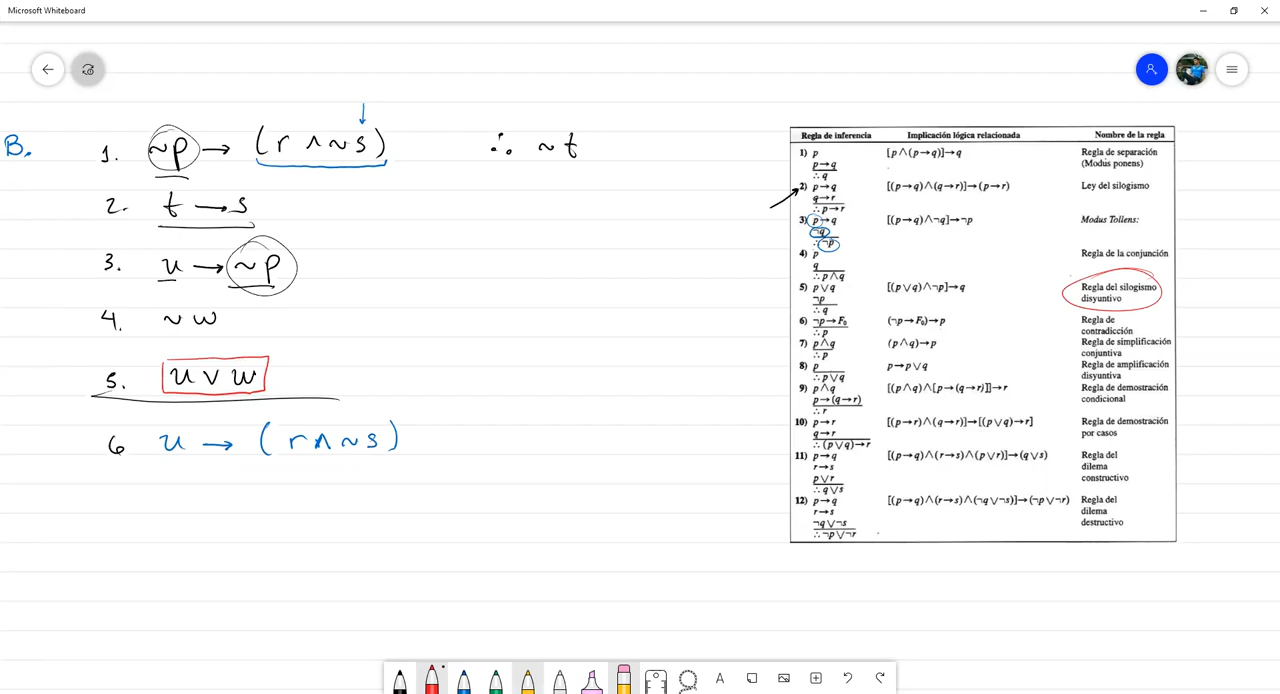 Microsoft Whiteboard
B.
1. ~p → (r ∧ ~s) ∴ ~t
2. t → s
3. u → ~p
4. ~w
5. u ∨ w
6 u → (r ∧ ~s)
Regla de inferencia Implicación lógica relacionada Nombre de la regla
1) p [p∧(p→q)]→q Regla de separación
p→q (Modus ponens)
∴ q
2) p→q [(p→q)∧(q→r)]→(p→r) Ley del silogismo
q→r
∴ p→r
3) p→q [(p→q)∧¬q]→¬p Modus Tollens:
¬q
∴ ¬p
4) p Regla de la conjunción
q
∴ p∧q
5) p∨q [(p∨q)∧¬p]→q Regla del silogismo
¬p disyuntivo
∴ q
6) ¬p→F₀ (¬p→F₀)→p Regla de
∴ p contradicción
7) p∧q (p∧q)→p Regla de simplificación
∴ p conjuntiva
8) p p→p∨q Regla de amplificación
∴ p∨q disyuntiva
9) p∧q [(p∧q)∧[p→(q→r)]]→r Regla de demostración
p→(q→r) condicional
∴ r
10) p→r [(p→r)∧(q→r)]→[(p∨q)→r] Regla de demostración
q→r por casos
∴ (p∨q)→r
11) p→q [(p→q)∧(r→s)∧(p∨r)]→(q∨s) Regla del
r→s dilema
p∨r constructivo
∴ q∨s
12) p→q [(p→q)∧(r→s)∧(¬q∨¬s)]→(¬p∨¬r) Regla del
r→s dilema
¬q∨¬s destructivo
∴ ¬p∨¬r
A